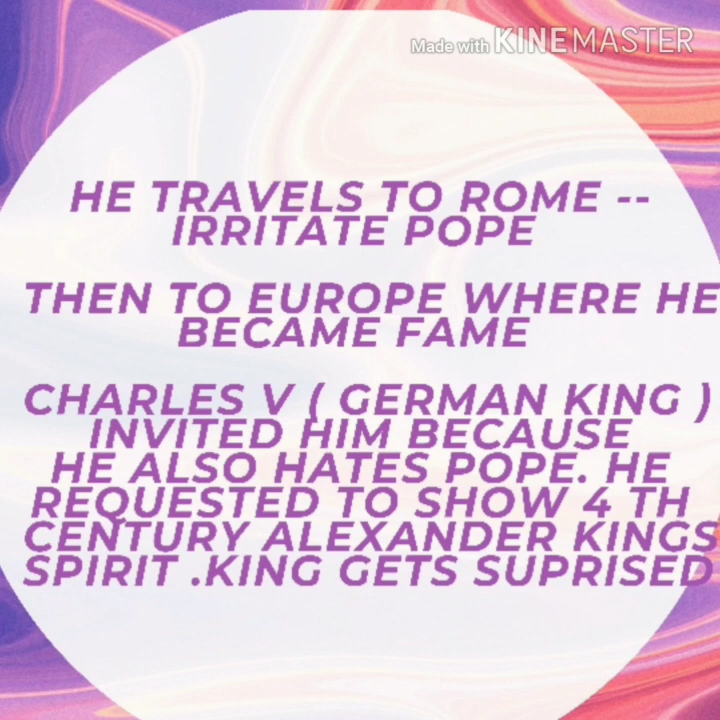 Made with KINEMASTER
HE TRAVELS TO ROME --
IRRITATE POPE
THEN TO EUROPE WHERE HE
BECAME FAME
CHARLES V ( GERMAN KING )
INVITED HIM BECAUSE
HE ALSO HATES POPE. HE
REQUESTED TO SHOW 4 TH
CENTURY ALEXANDER KINGS
SPIRIT .KING GETS SUPRISED